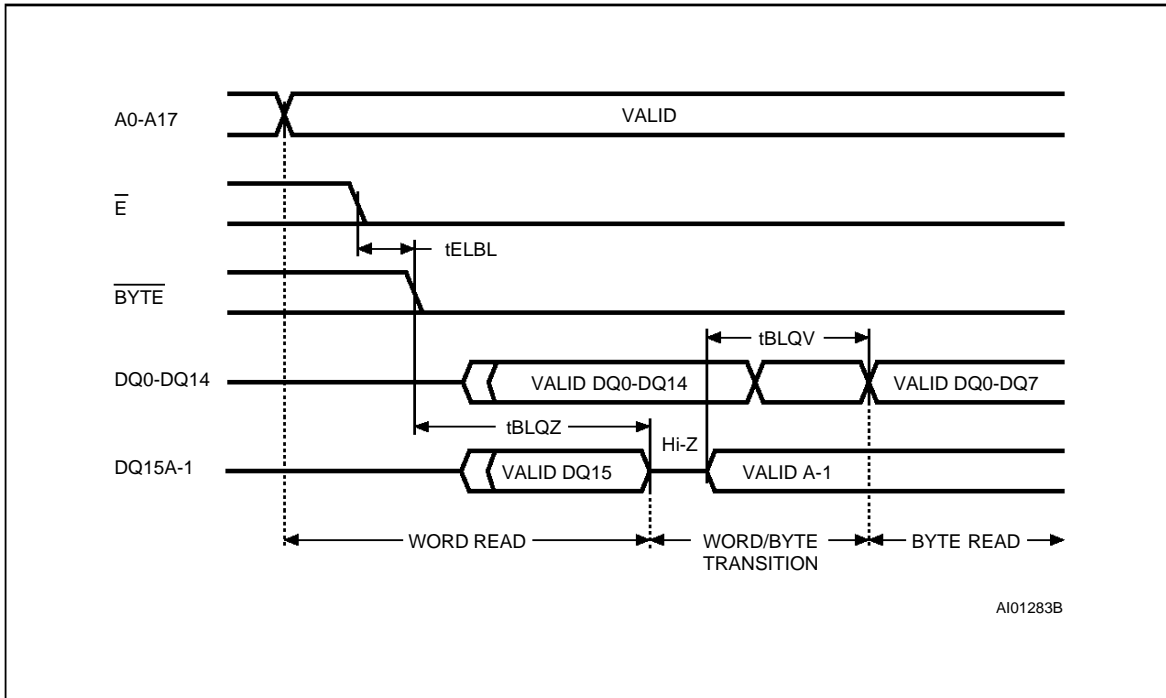 A0-A17
VALID
E
tELBL
BYTE
tBLQV
DQ0-DQ14
VALID DQ0-DQ14
VALID DQ0-DQ7
tBLQZ
Hi-Z
DQ15A-1
VALID DQ15
VALID A-1
WORD READ
WORD/BYTE
TRANSITION
BYTE READ
AI01283B